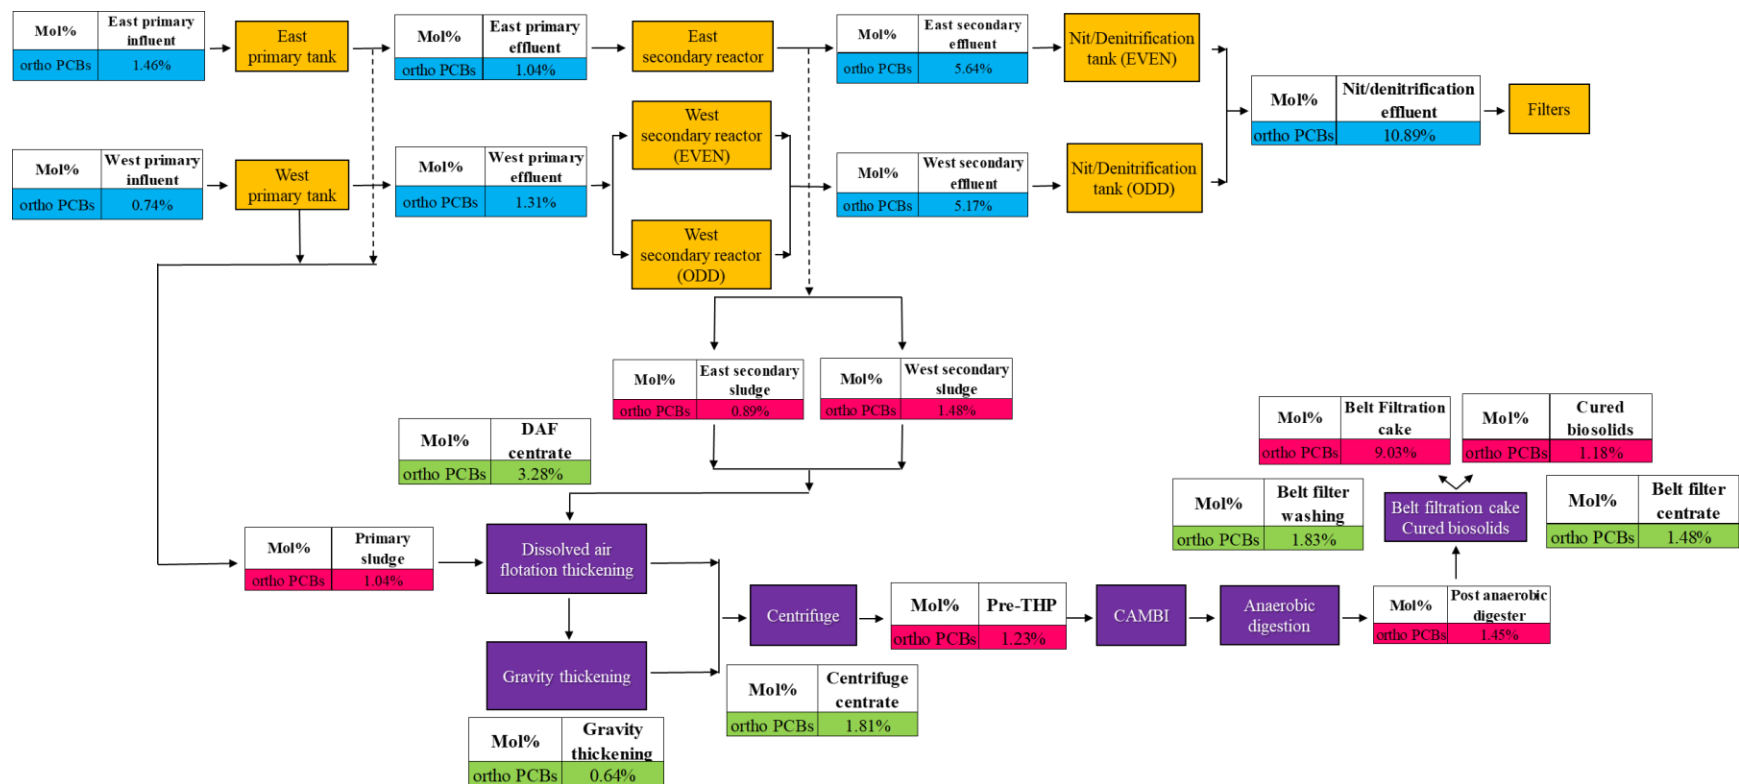 Mol%
East primary
influent
ortho PCBs
1.46%
East
primary tank
Mol%
East primary
effluent
ortho PCBs
1.04%
East
secondary reactor
Mol%
East secondary
effluent
ortho PCBs
5.64%
Nit/Denitrification
tank (EVEN)
Mol%
Nit/denitrification
effluent
ortho PCBs
10.89%
Filters
Mol%
West primary
influent
ortho PCBs
0.74%
West
primary tank
Mol%
West primary
effluent
ortho PCBs
1.31%
West
secondary reactor
(EVEN)
West
secondary reactor
(ODD)
Mol%
West secondary
effluent
ortho PCBs
5.17%
Nit/Denitrification
tank (ODD)
Mol%
East secondary
sludge
ortho PCBs
0.89%
Mol%
West secondary
sludge
ortho PCBs
1.48%
Mol%
DAF
centrate
ortho PCBs
3.28%
Mol%
Primary
sludge
ortho PCBs
1.04%
Dissolved air
flotation thickening
Gravity thickening
Mol%
Gravity
thickening
ortho PCBs
0.64%
Centrifuge
Mol%
Centrifuge
centrate
ortho PCBs
1.81%
Mol%
Pre-THP
ortho PCBs
1.23%
CAMBI
Anaerobic
digestion
Mol%
Post anaerobic
digester
ortho PCBs
1.45%
Mol%
Belt filter
washing
ortho PCBs
1.83%
Belt filtration cake
Cured biosolids
Mol%
Belt Filtration
cake
ortho PCBs
9.03%
Mol%
Cured
biosolids
ortho PCBs
1.18%
Mol%
Belt filter
centrate
ortho PCBs
1.48%